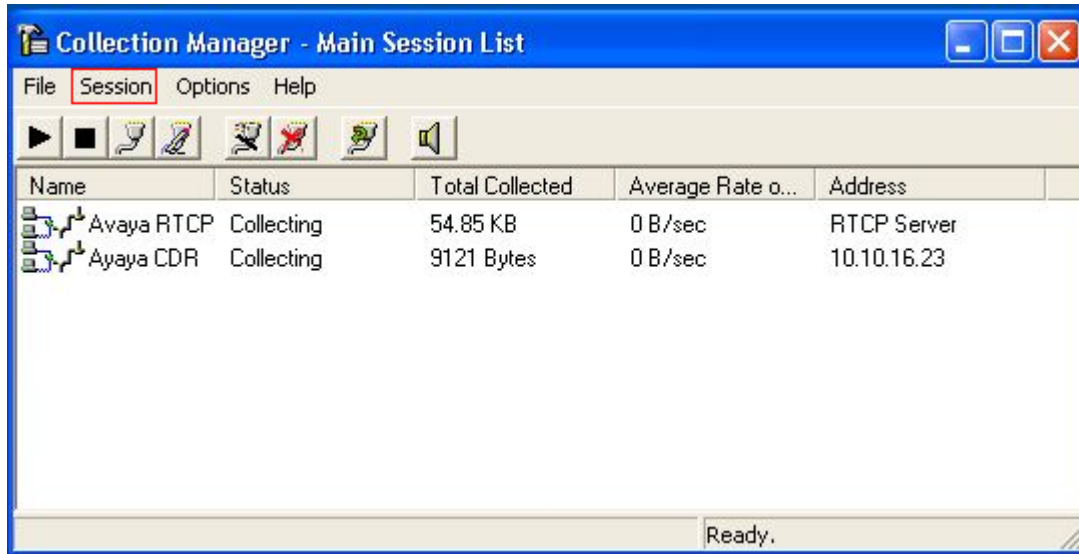 Collection Manager - Main Session List
File Session Options Help
Name Status Total Collected Average Rate o... Address
Avaya RTCP Collecting 54.85 KB 0 B/sec RTCP Server
Ayaya CDR Collecting 9121 Bytes 0 B/sec 10.10.16.23
Ready.